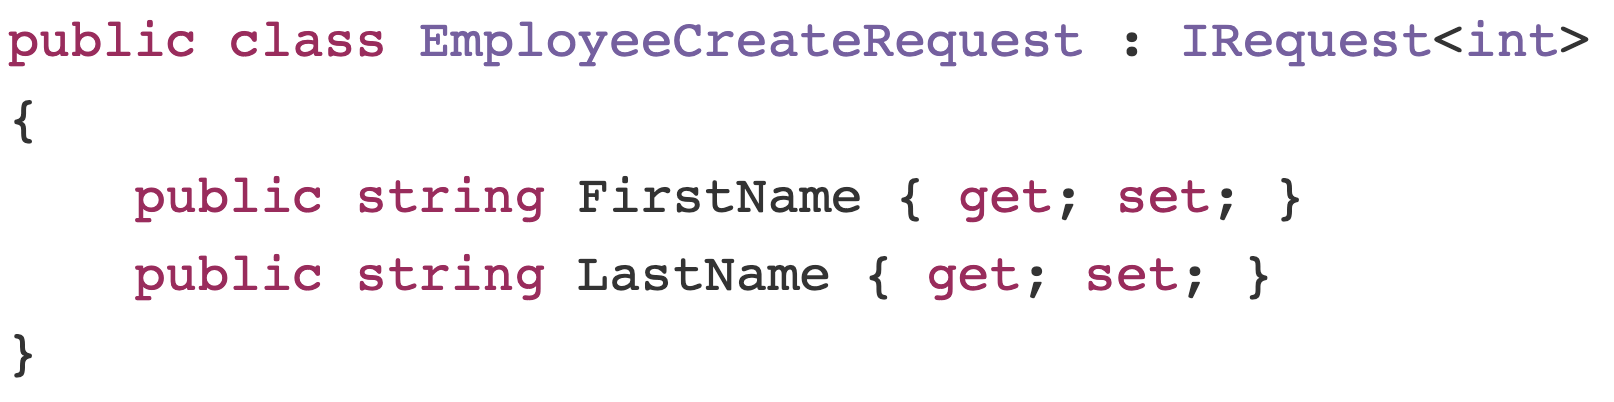 public class EmployeeCreateRequest : IRequest<int>
{
    public string FirstName { get; set; }
    public string LastName { get; set; }
}